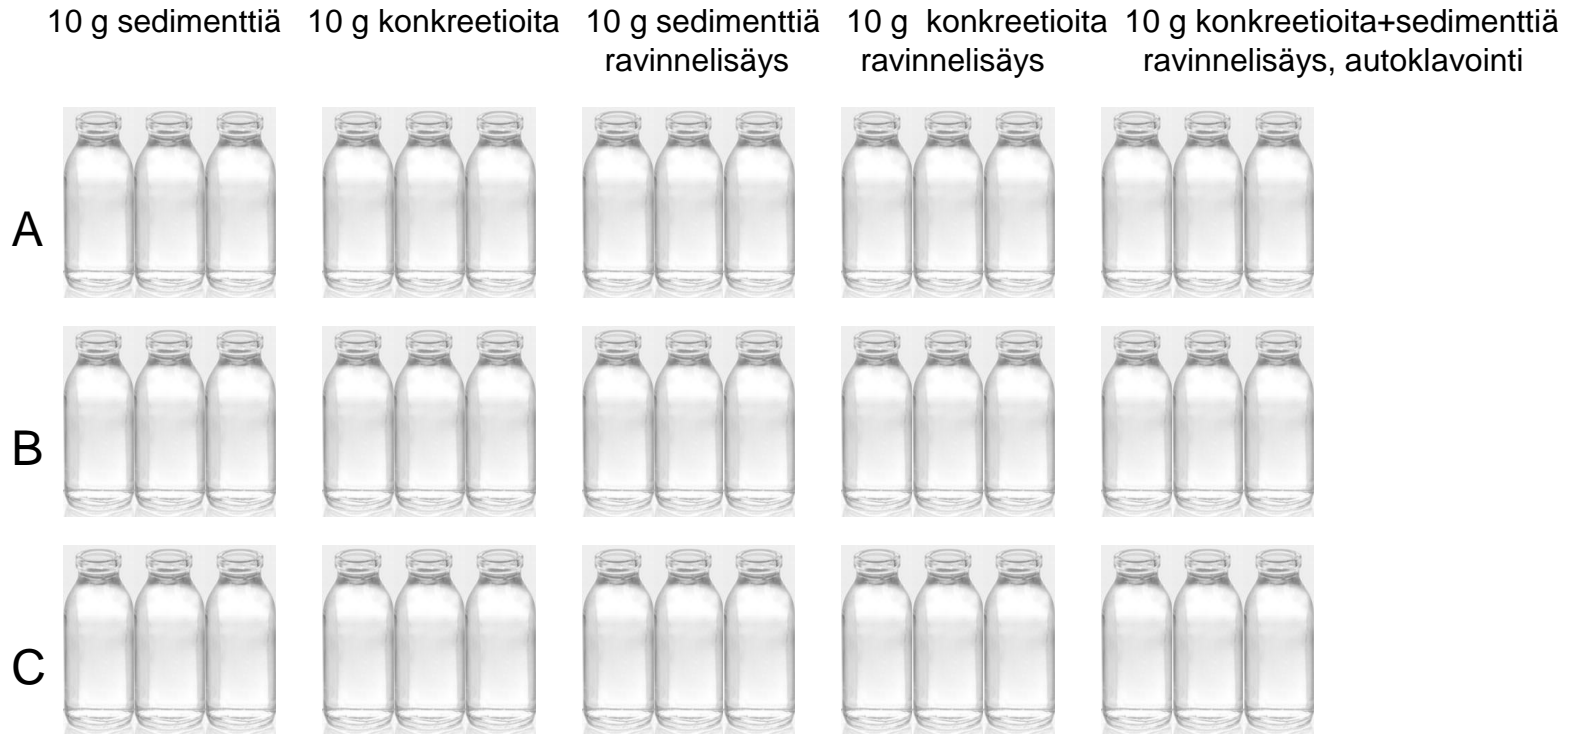 10 g sedimenttiä
10 g konkreetioita
10 g sedimenttiä
ravinnelisäys
10 g  konkreetioita
ravinnelisäys
10 g konkreetioita+sedimenttiä
ravinnelisäys, autoklavointi
A
B
C